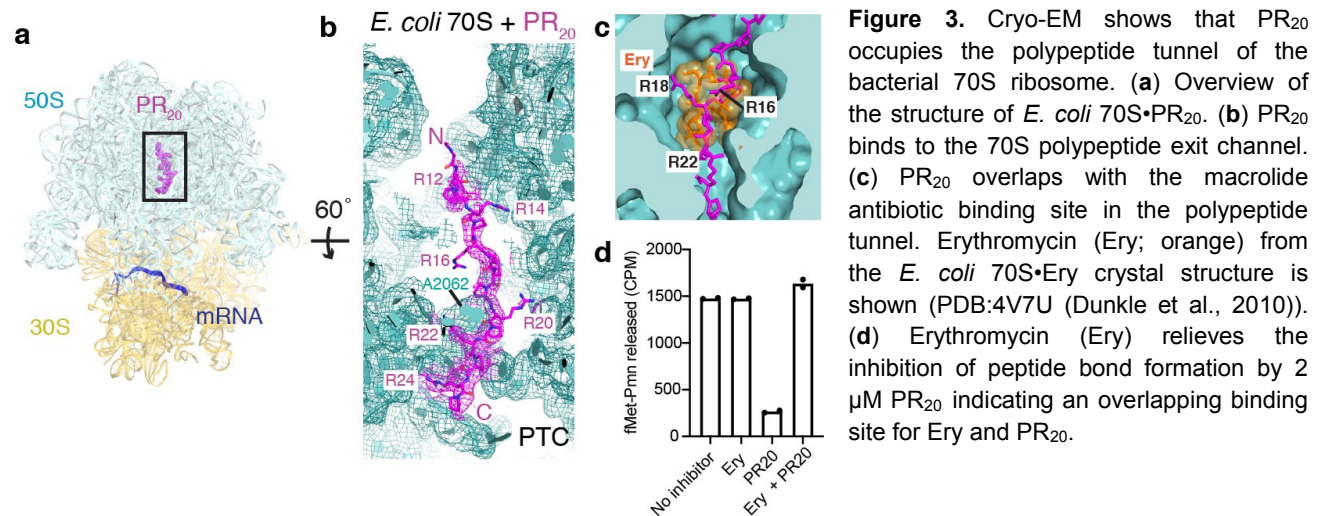 a
50S
PR20
60°
mRNA
30S
b
E. coli 70S + PR20
N
R12
R14
R16
A2062
R20
R22
R24
C
PTC
c
Ery
R18
R16
R22
d
fMet-Pmn released (CPM)
2000
1500
1000
500
0
No inhibitor
Ery
PR20
Ery + PR20
Figure 3. Cryo-EM shows that PR20
occupies the polypeptide tunnel of the
bacterial 70S ribosome. (a) Overview of
the structure of E. coli 70S•PR20. (b) PR20
binds to the 70S polypeptide exit channel.
(c) PR20 overlaps with the macrolide
antibiotic binding site in the polypeptide
tunnel. Erythromycin (Ery; orange) from
the E. coli 70S•Ery crystal structure is
shown (PDB:4V7U (Dunkle et al., 2010)).
(d) Erythromycin (Ery) relieves the
inhibition of peptide bond formation by 2
µM PR20 indicating an overlapping binding
site for Ery and PR20.